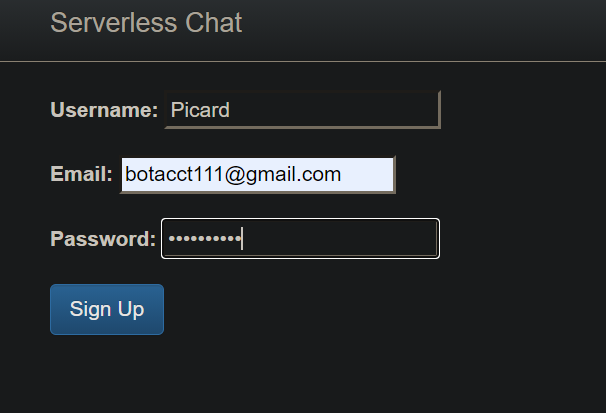 Serverless Chat
Username: Picard
Email: botacct111@gmail.com
Password: ••••••••••
Sign Up